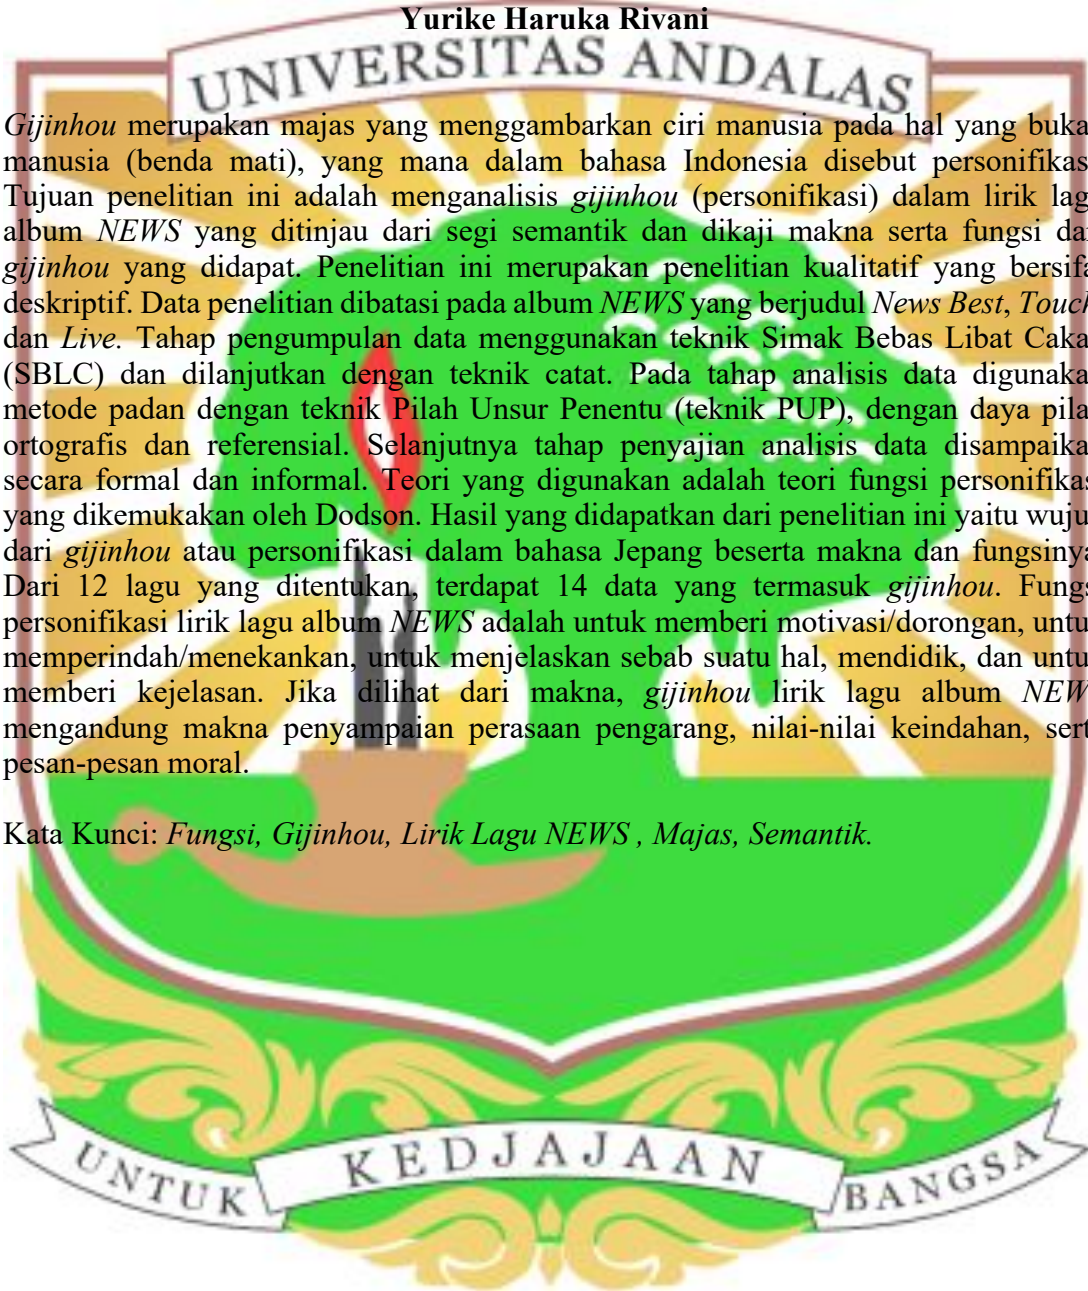 Yurike Haruka Rivani
UNIVERSITAS ANDALAS
Gijinhou merupakan majas yang menggambarkan ciri manusia pada hal yang buka
manusia (benda mati), yang mana dalam bahasa Indonesia disebut personifikas
Tujuan penelitian ini adalah menganalisis gijinhou (personifikasi) dalam lirik lag
album NEWS yang ditinjau dari segi semantik dan dikaji makna serta fungsi da
gijinhou yang didapat. Penelitian ini merupakan penelitian kualitatif yang bersifa
deskriptif. Data penelitian dibatasi pada album NEWS yang berjudul News Best, Touch
dan Live. Tahap pengumpulan data menggunakan teknik Simak Bebas Libat Caka
(SBLC) dan dilanjutkan dengan teknik catat. Pada tahap analisis data digunaka
metode padan dengan teknik Pilah Unsur Penentu (teknik PUP), dengan daya pila
ortografis dan referensial. Selanjutnya tahap penyajian analisis data disampaika
secara formal dan informal. Teori yang digunakan adalah teori fungsi personifikas
yang dikemukakan oleh Dodson. Hasil yang didapatkan dari penelitian ini yaitu wuju
dari gijinhou atau personifikasi dalam bahasa Jepang beserta makna dan fungsinya
Dari 12 lagu yang ditentukan, terdapat 14 data yang termasuk gijinhou. Fungs
personifikasi lirik lagu album NEWS adalah untuk memberi motivasi/dorongan, untu
memperindah/menekankan, untuk menjelaskan sebab suatu hal, mendidik, dan untu
memberi kejelasan. Jika dilihat dari makna, gijinhou lirik lagu album NEW
mengandung makna penyampaian perasaan pengarang, nilai-nilai keindahan, sert
pesan-pesan moral.
Kata Kunci: Fungsi, Gijinhou, Lirik Lagu NEWS , Majas, Semantik.
UNTUK KEDJAJAAN BANGSA